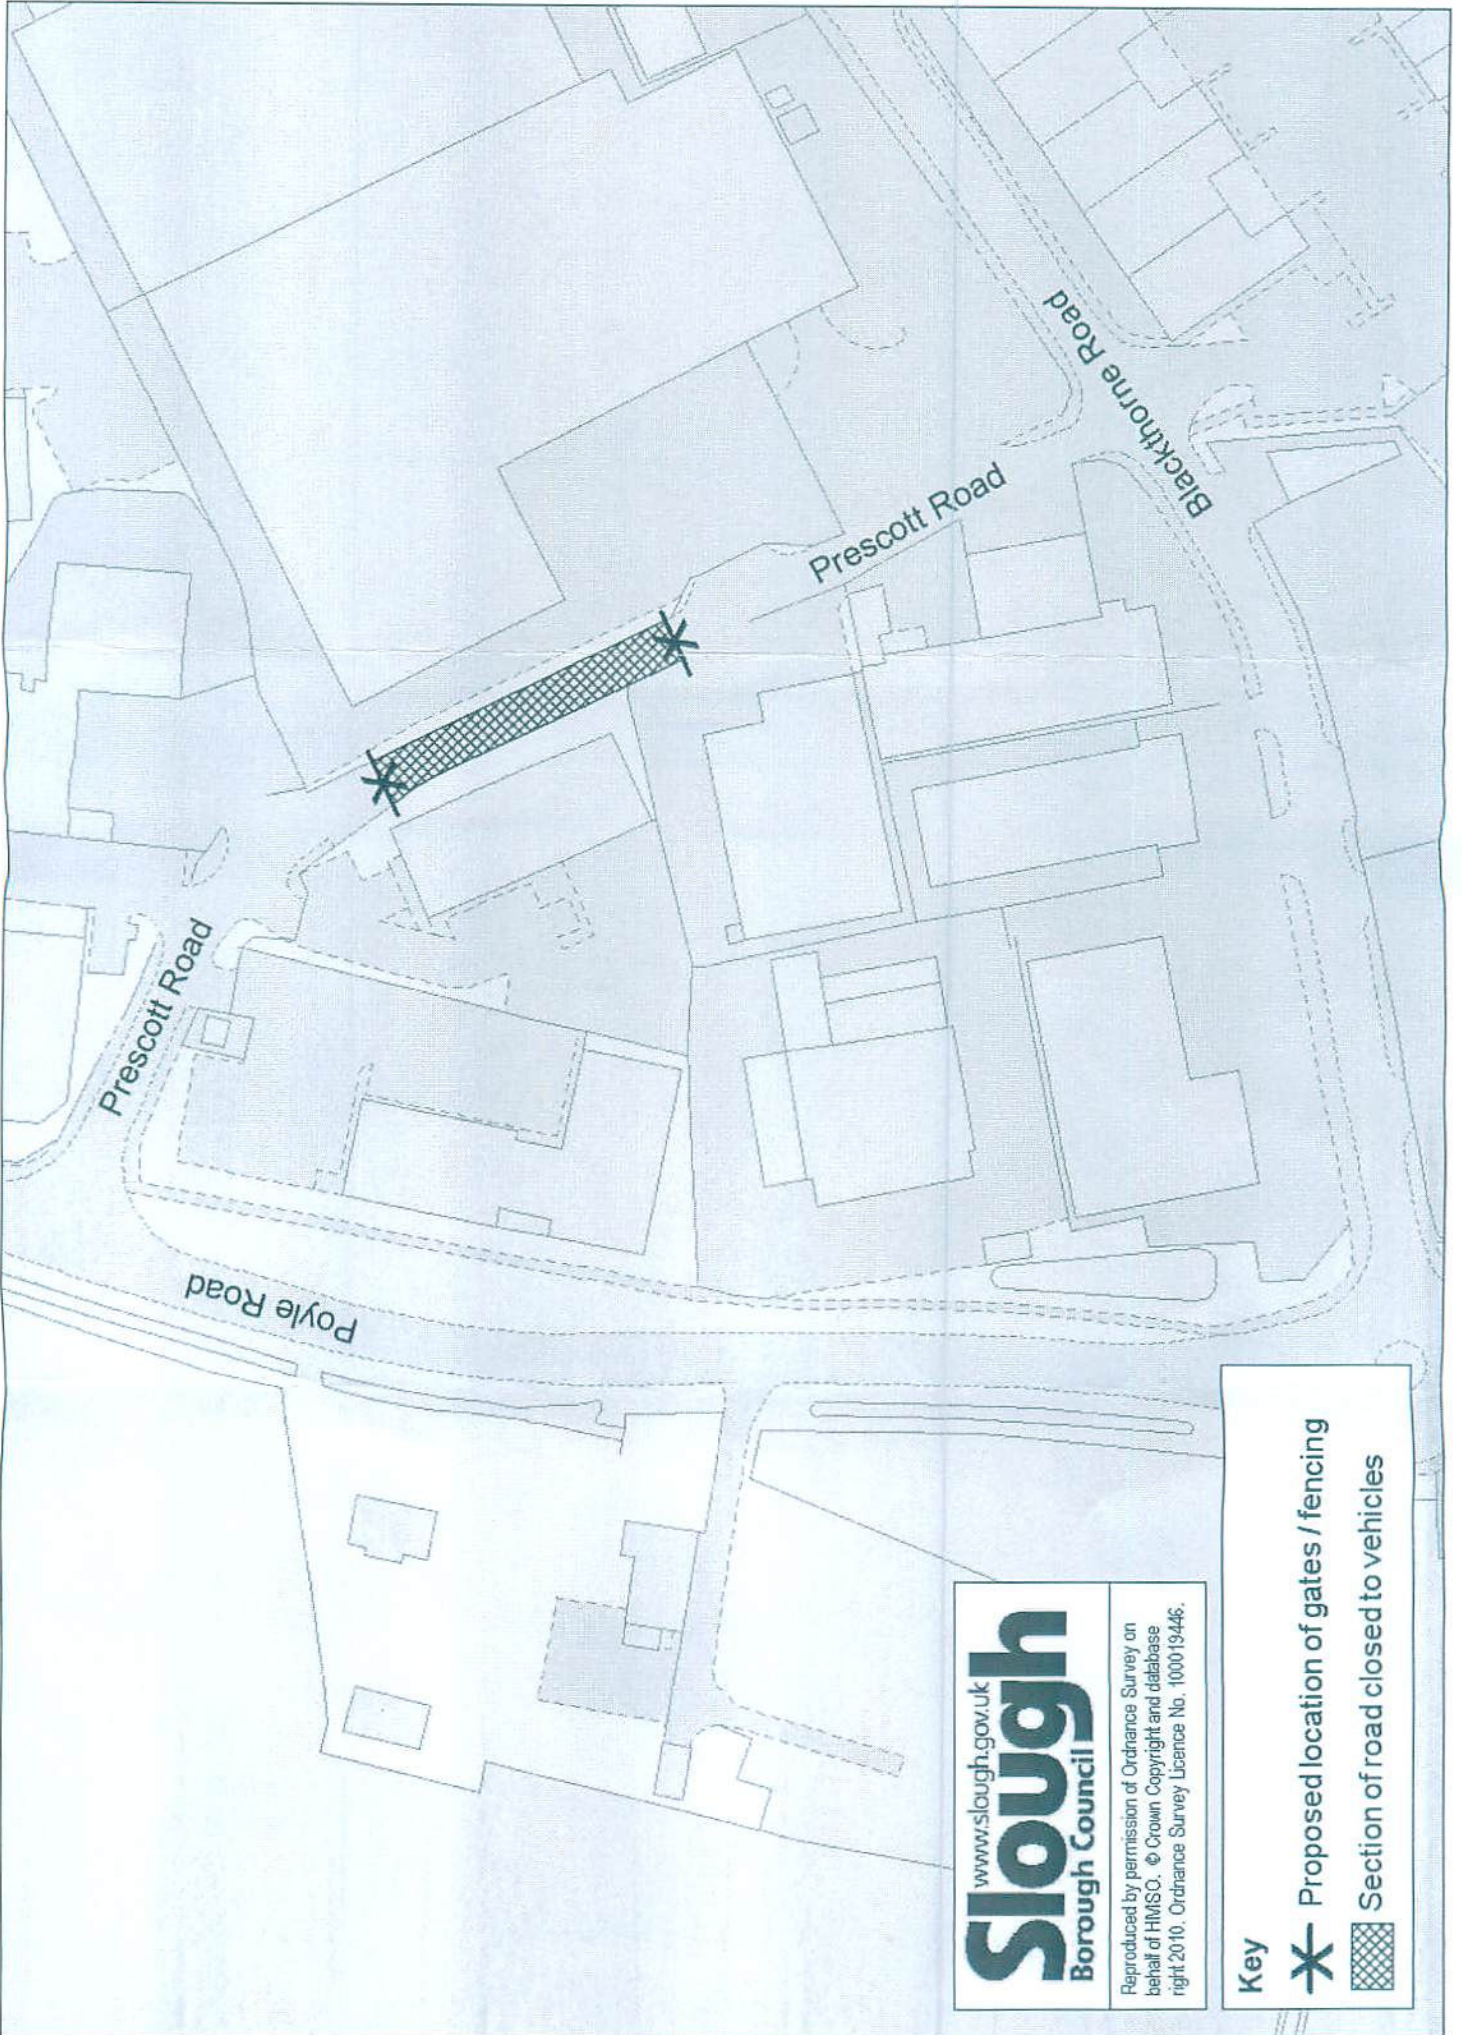 Prescott Road
Prescott Road
Blackthorne Road
Poyle Road
www.slough.gov.uk
Slough
Borough Council
Reproduced by permission of Ordnance Survey on
behalf of HMSO. © Crown Copyright and database
right 2010. Ordnance Survey Licence No. 100019446.
Key
Proposed location of gates / fencing
Section of road closed to vehicles